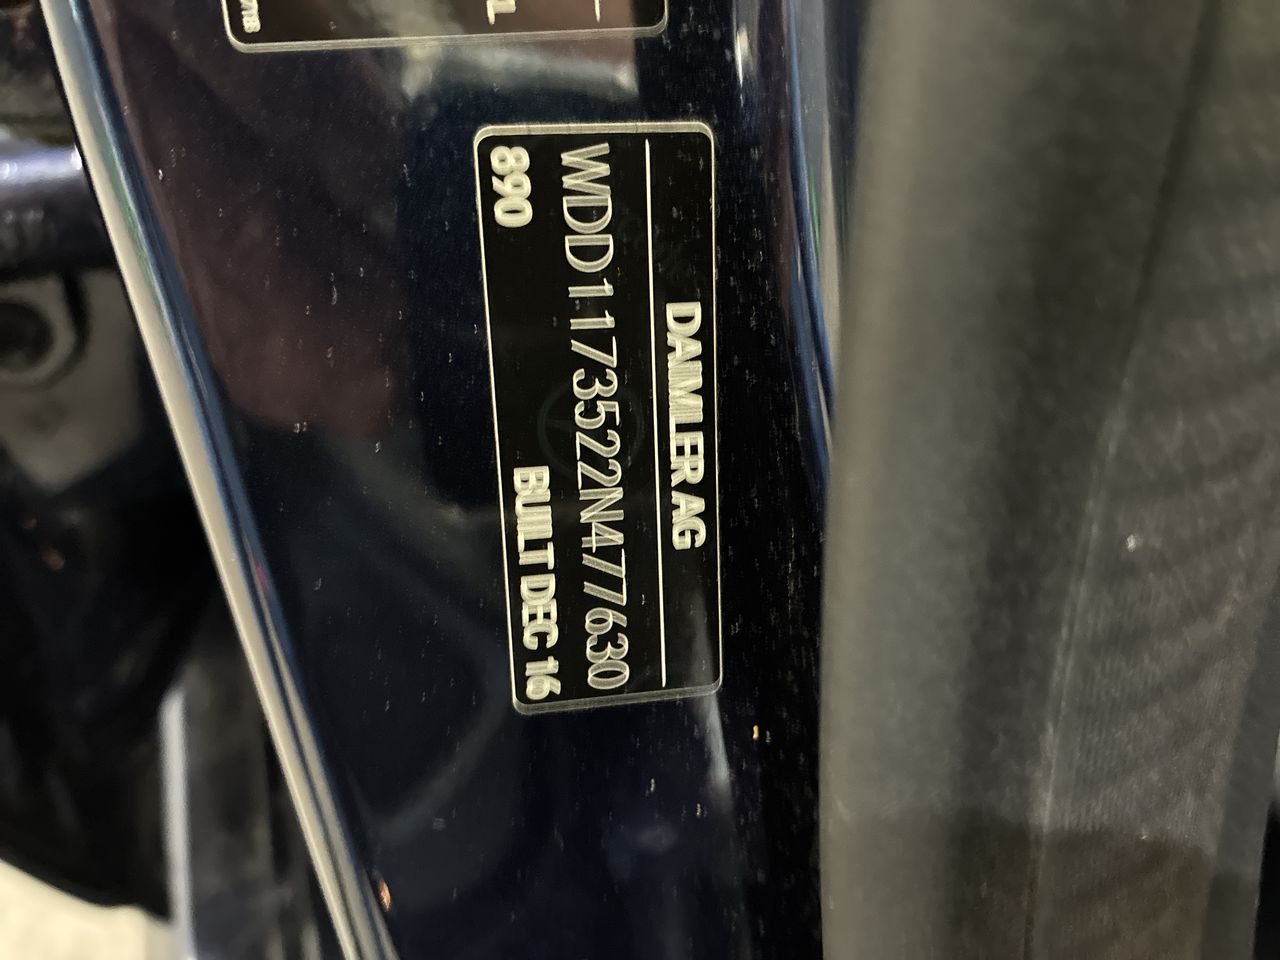 DAIMLER AG
WDD1173522N477630
890 BUILT DEC 16